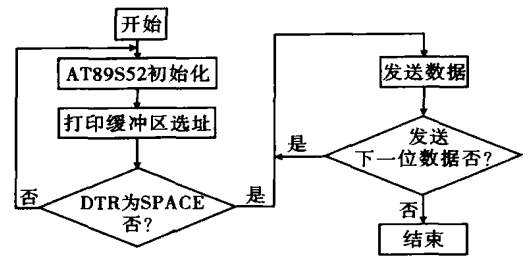 开始
AT89S52初始化
打印缓冲区选址
DTR为SPACE
否?
否
是
发送数据
发送
下一位数据否?
是
否
结束